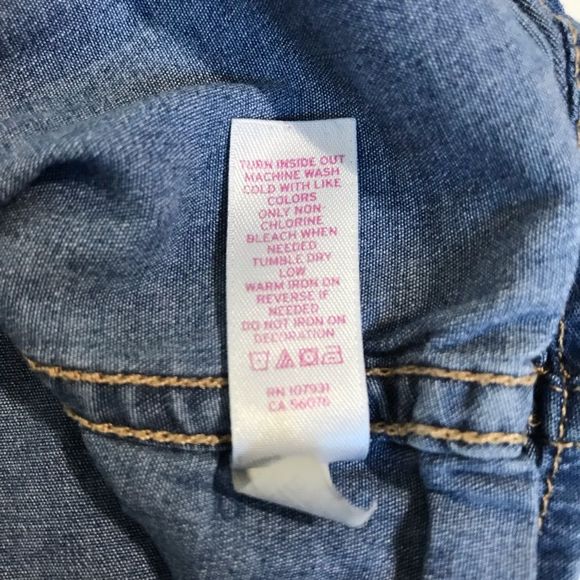 TURN INSIDE OUT
MACHINE WASH
COLD WITH LIKE
COLORS
ONLY NON-
CHLORINE
BLEACH WHEN
NEEDED
TUMBLE DRY
LOW
WARM IRON ON
REVERSE IF
NEEDED
DO NOT IRON ON
DECORATION
RN 107931
CA 56076